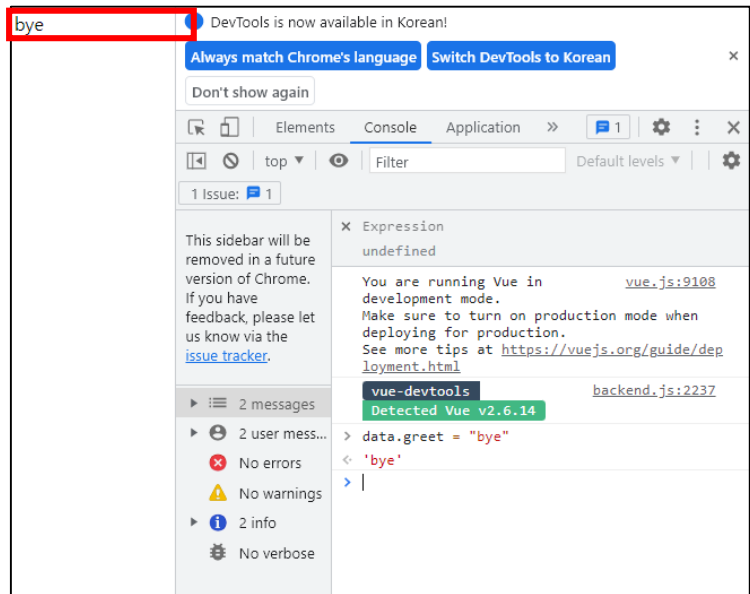 bye
DevTools is now available in Korean!
Always match Chrome's language
Switch DevTools to Korean
Don't show again
Elements Console Application
1
top
Filter
Default levels
1 Issue: 1
This sidebar will be
removed in a future
version of Chrome.
If you have
feedback, please let
us know via the
issue tracker.
2 messages
2 user mess...
No errors
No warnings
2 info
No verbose
Expression
undefined
You are running Vue in vue.js:9108
development mode.
Make sure to turn on production mode when
deploying for production.
See more tips at https://vuejs.org/guide/dep
loyment.html
vue-devtools backend.js:2237
Detected Vue v2.6.14
> data.greet = "bye"
'bye'
>